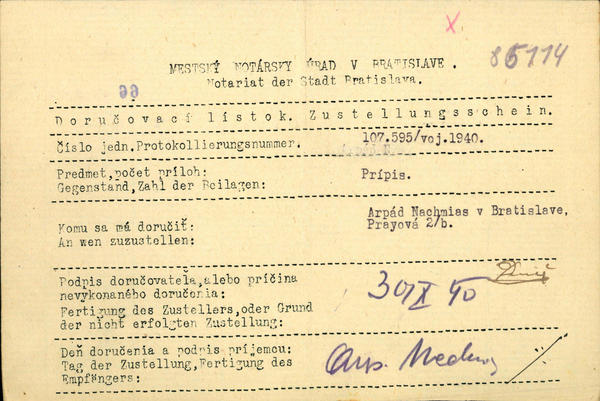 X.
MESTSKÝ NOTÁRSKY ÚRAD V BRATISLAVE.
85114
Notariat der Stadt Bratislava.
99
Doručovací lístok. Zustellungsschein.
Číslo jedn. Protokollierungsnummer. 107.595/voj.1940.
Predmet, počet príloh: Prípis.
Gegenstand, Zahl der Beilagen:
Komu sa má doručiť: Arpád Nachmias v Bratislave,
An wen zuzustellen: Prayová 2/b.
Podpis doručovateľa, alebo príčina
nevykonaného doručenia: 30/X 40
Fertigung des Zustellers, oder Grund
der nicht erfolgten Zustellung:
Deň doručenia a podpis príjemcu:
Tag der Zustellung, Fertigung des
Empfängers: